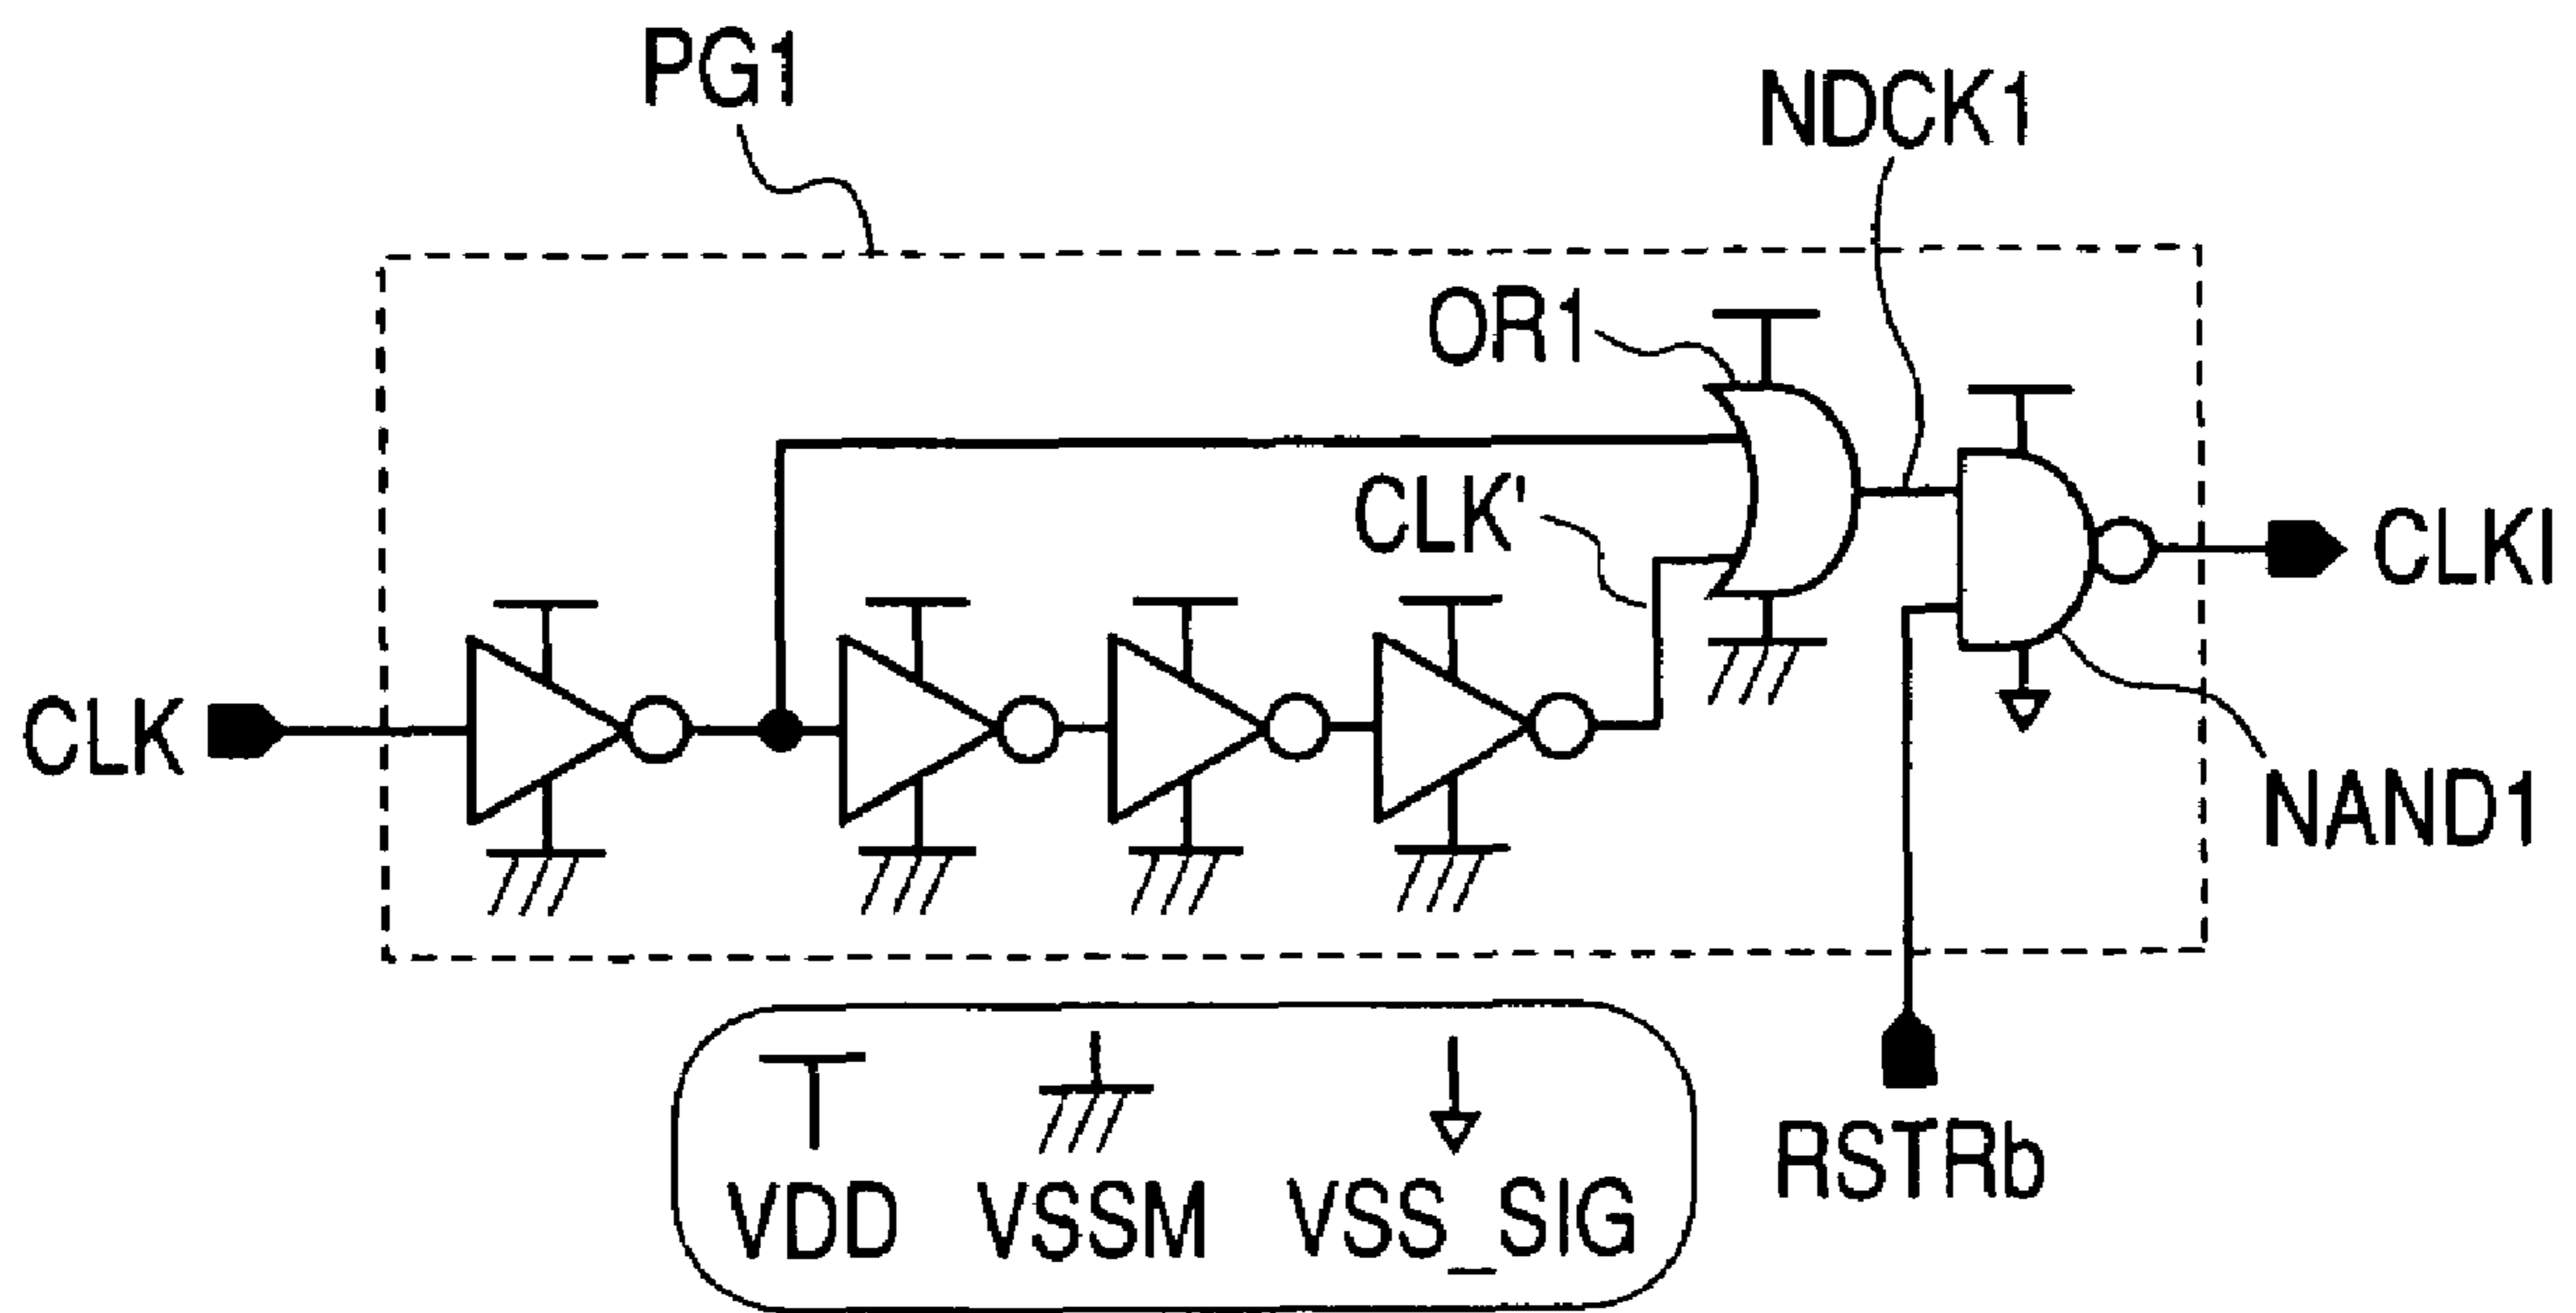 PG1
NDCK1
OR1
CLK'
CLKI
CLK
NAND1
RSTRb
VDD VSSM VSS_SIG